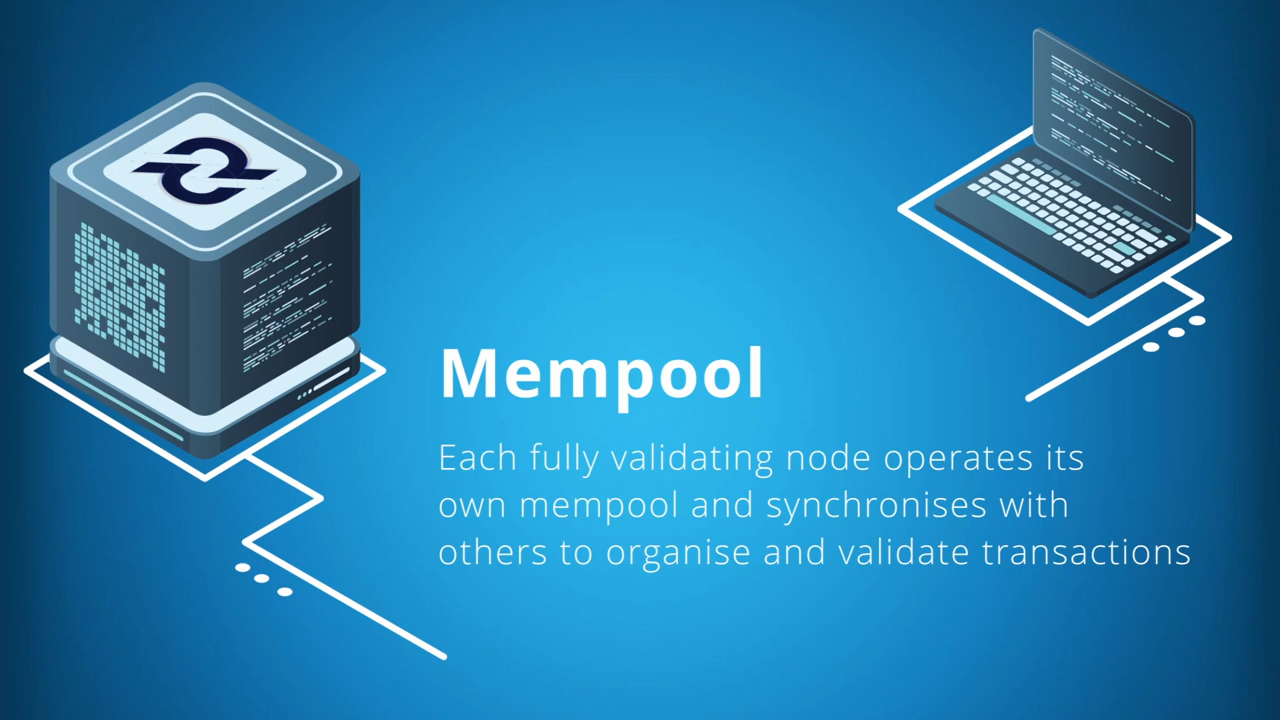 Mempool
Each fully validating node operates its
own mempool and synchronises with
others to organise and validate transactions